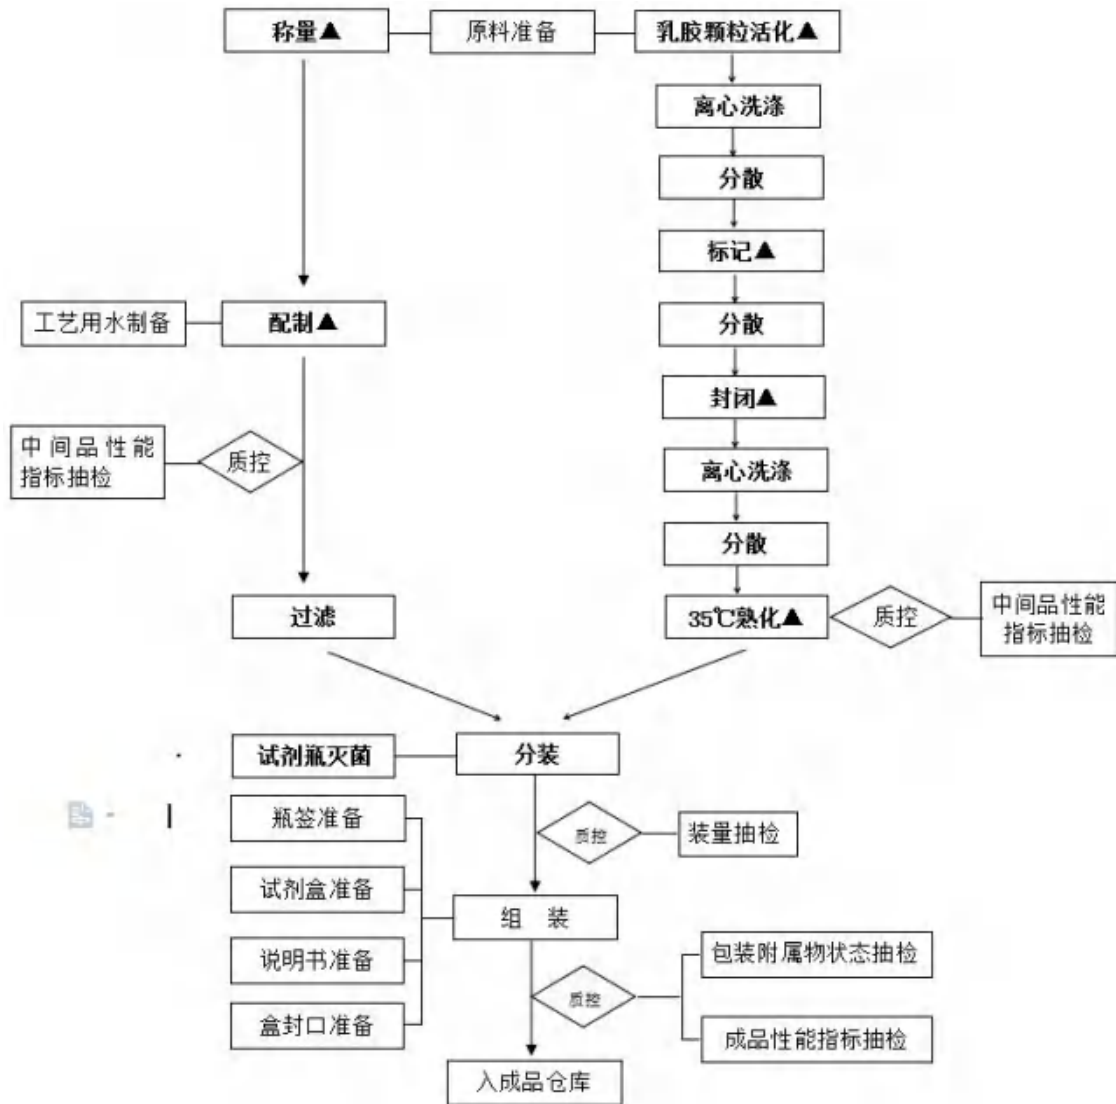 称量▲
原料准备
乳胶颗粒活化▲
离心洗涤
分散
标记▲
工艺用水制备
配制▲
分散
封闭▲
中间品性能
指标抽检
质控
离心洗涤
分散
过滤
35℃熟化▲
质控
中间品性能
指标抽检
试剂瓶灭菌
分装
瓶签准备
质控
装量抽检
试剂盒准备
组 装
说明书准备
包装附属物状态抽检
质控
盒封口准备
成品性能指标抽检
入成品仓库